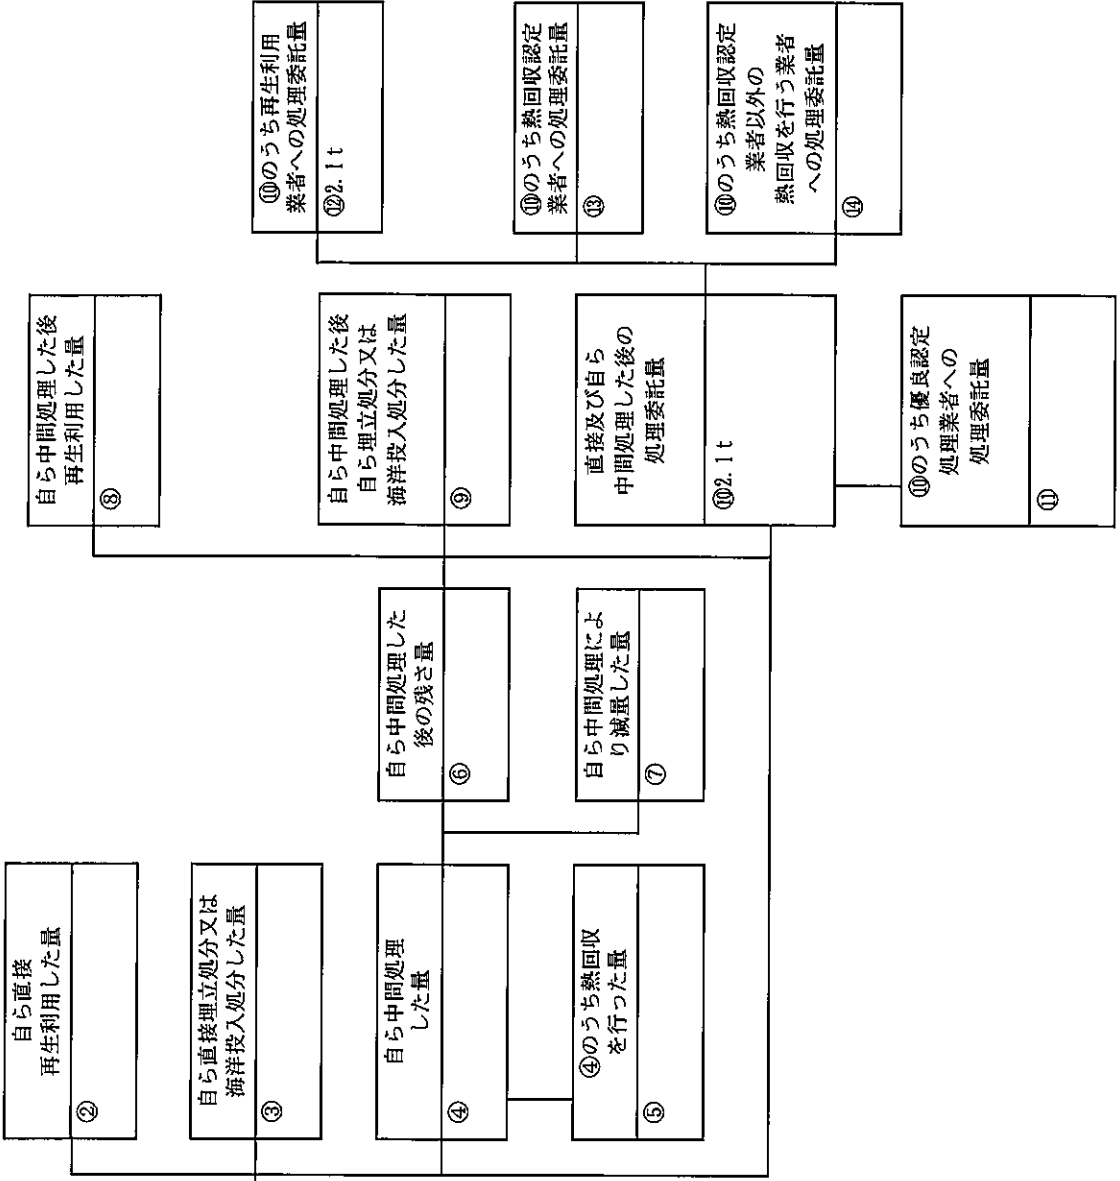 自ら直接
再生利用した量
②
自ら直接埋立処分又は
海洋投入処分した量
③
自ら中間処理
した量
④
④のうち熱回収
を行った量
⑤
自ら中間処理した
後の残さ量
⑥
自ら中間処理によ
り減量した量
⑦
自ら中間処理した後
再生利用した量
⑧
自ら中間処理した後
自ら埋立処分又は
海洋投入処分した量
⑨
直接及び自ら
中間処理した後の
処理委託量
⑩2.1t
⑩のうち優良認定
処理業者への
処理委託量
⑪
⑩のうち再生利用
業者への処理委託量
⑫2.1t
⑩のうち熱回収認定
業者への処理委託量
⑬
⑩のうち熱回収認定
業者以外の
熱回収を行う業者
への処理委託量
⑭